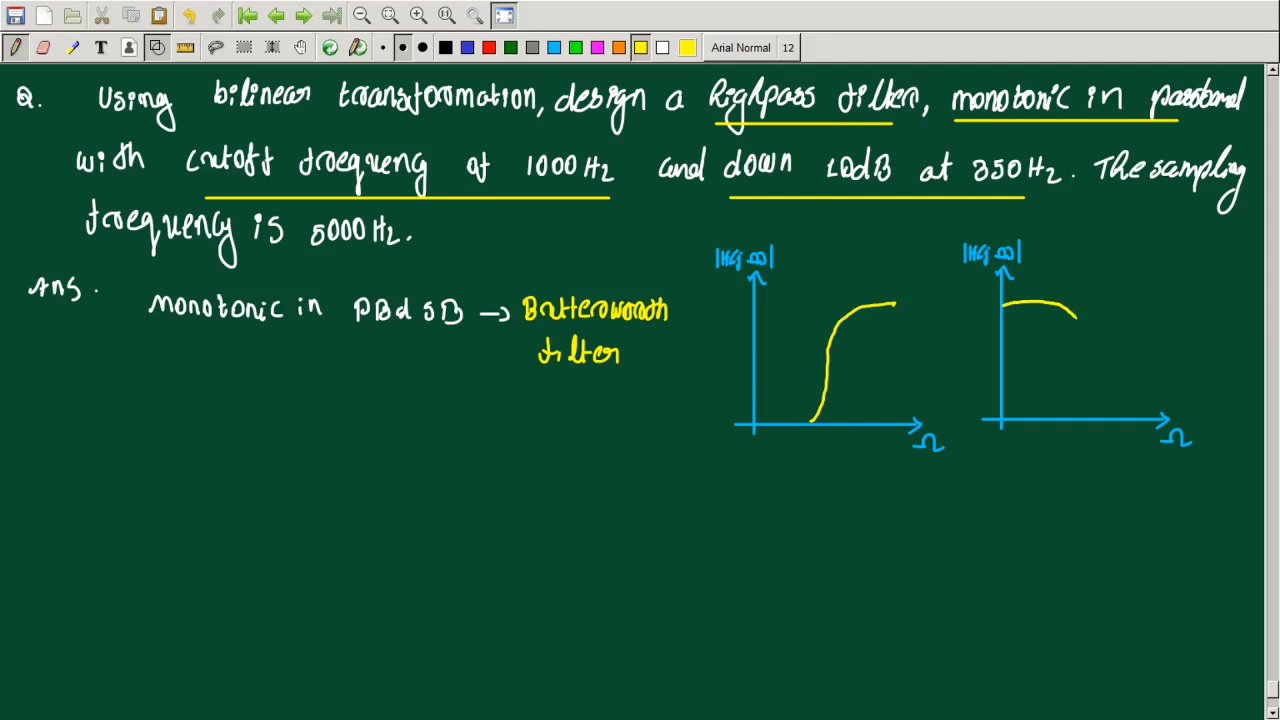 Arial Normal 12
Q. Using bilinear transformation, design a highpass filter, monotonic in passband
with cutoff frequency at 1000 Hz and down 10dB at 350 Hz. The sampling
frequency is 5000 Hz.
Ans.
Monotonic in PB & SB → Butterworth
filter
|H(jΩ)|
Ω
|H(jΩ)|
Ω